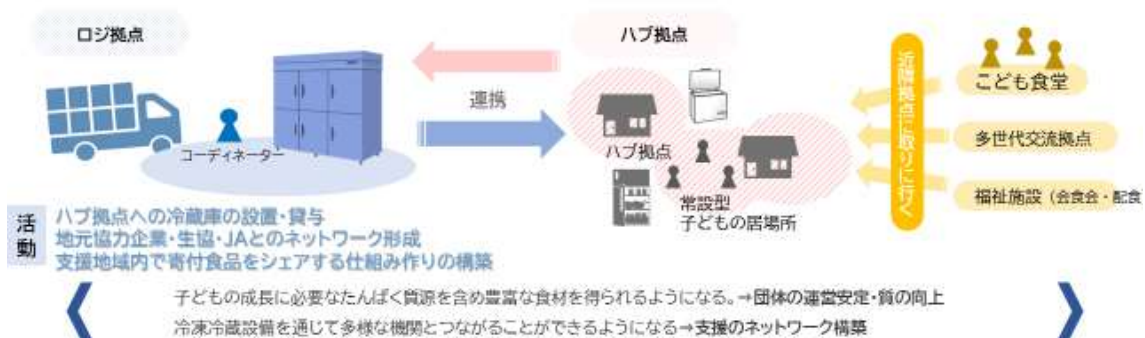 ロジ拠点
ハブ拠点
連携
コーディネーター
ハブ拠点
常設型
子どもの居場所
近隣拠点に取りに行く
こども食堂
多世代交流拠点
福祉施設(会食会・配食
活動
ハブ拠点への冷蔵庫の設置・貸与
地元協力企業・生協・JAとのネットワーク形成
支援地域内で寄付食品をシェアする仕組み作りの構築
子どもの成長に必要なたんぱく質源を含め豊富な食材を得られるようになる。→団体の運営安定・質の向上
冷凍冷蔵設備を通じて多様な機関とつながることができるようになる→支援のネットワーク構築